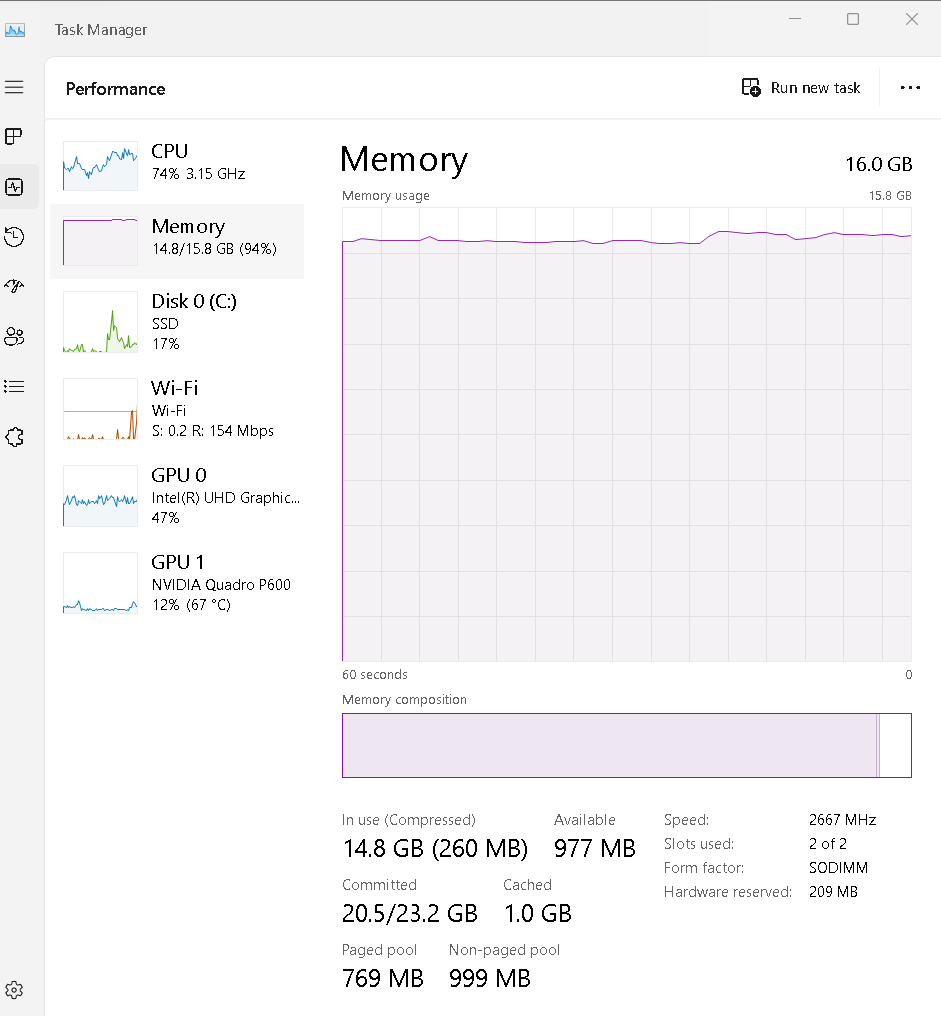 Task Manager
Performance
Run new task
CPU
74% 3.15 GHz
Memory
14.8/15.8 GB (94%)
Disk 0 (C:)
SSD
17%
Wi-Fi
Wi-Fi
S: 0.2 R: 154 Mbps
GPU 0
Intel(R) UHD Graphic...
47%
GPU 1
NVIDIA Quadro P600
12% (67 °C)
Memory 16.0 GB
Memory usage 15.8 GB
60 seconds 0
Memory composition
In use (Compressed) Available
14.8 GB (260 MB) 977 MB
Committed Cached
20.5/23.2 GB 1.0 GB
Paged pool Non-paged pool
769 MB 999 MB
Speed: 2667 MHz
Slots used: 2 of 2
Form factor: SODIMM
Hardware reserved: 209 MB